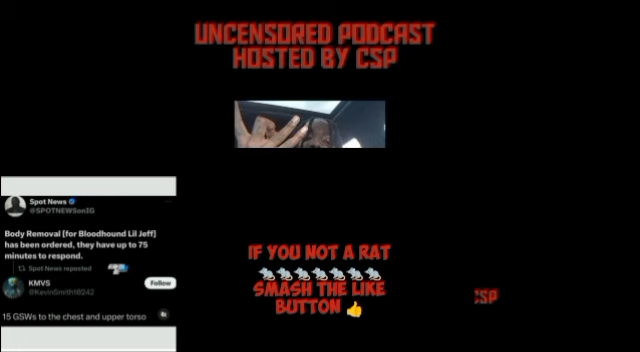 UNCENSORED PODCAST
HOSTED BY CSP
Spot News
@SPOTNEWSonIG
Body Removal [for Bloodhound Lil Jeff]
has been ordered, they have up to 75
minutes to respond.
Spot News reposted
KMVS
@KevinSmith10242
Follow
15 GSWs to the chest and upper torso
IF YOU NOT A RAT
🐀🐀🐀🐀🐀🐀🐀
SMASH THE LIKE
BUTTON 👍
CSP